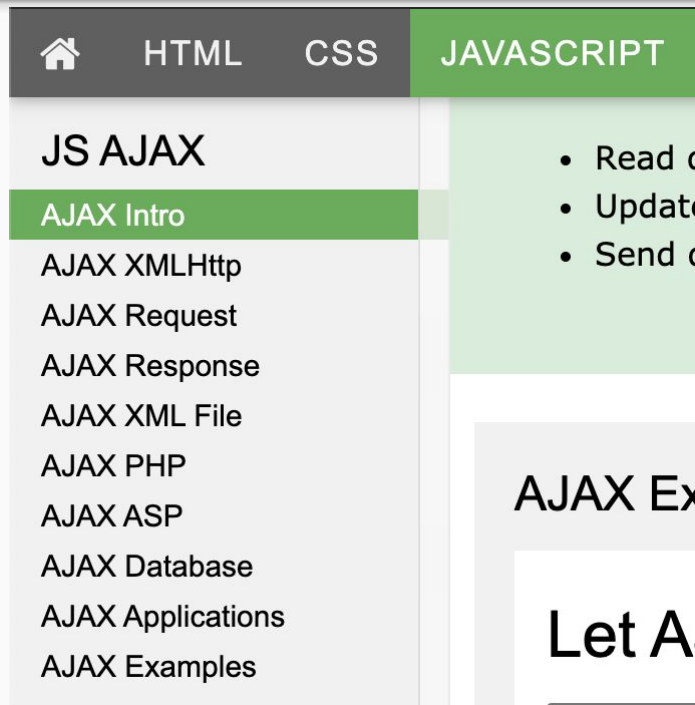 HTML CSS JAVASCRIPT
JS AJAX
AJAX Intro
AJAX XMLHttp
AJAX Request
AJAX Response
AJAX XML File
AJAX PHP
AJAX ASP
AJAX Database
AJAX Applications
AJAX Examples
• Read
• Updat
• Send
AJAX Ex
Let A